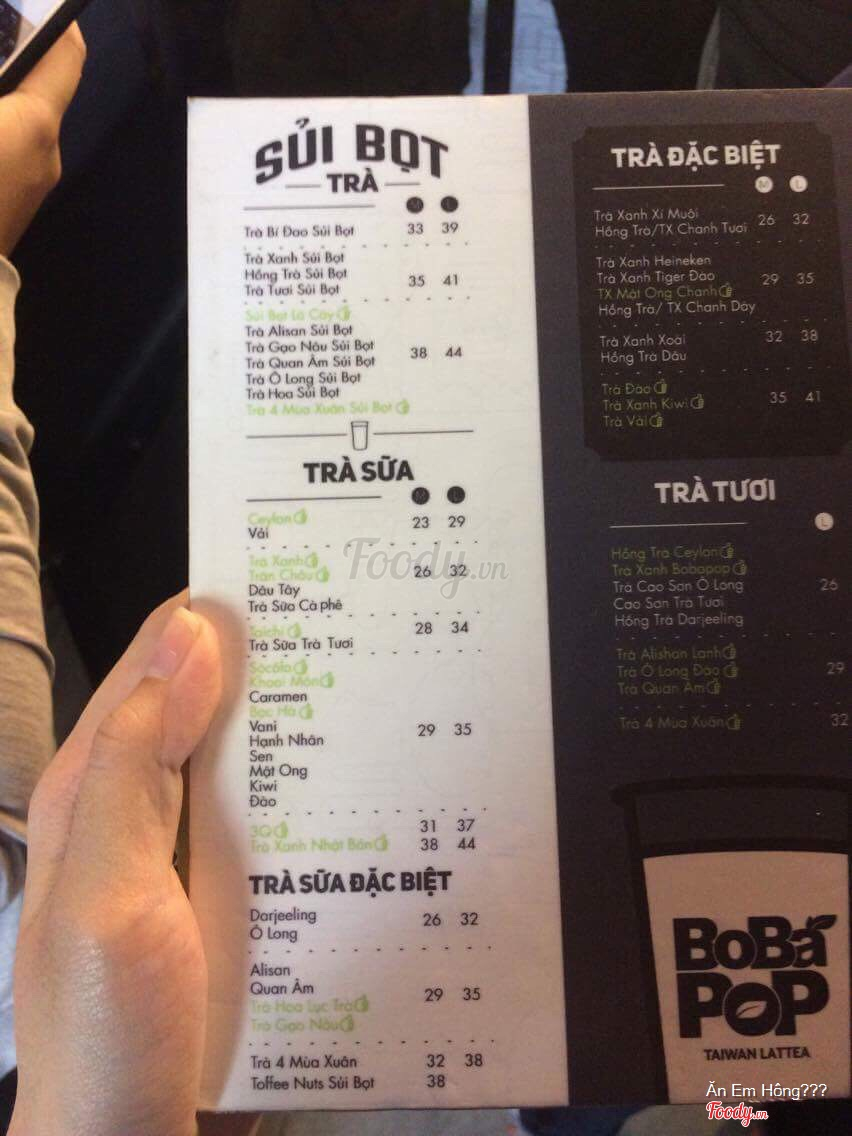 SỦI BỌT
TRÀ
M L
Trà Bí Đao Sủi Bọt 33 39
Trà Xanh Sủi Bọt
Hồng Trà Sủi Bọt
Trà Tươi Sủi Bọt 35 41
Sủi Bọt Lá Cây
Trà Alisan Sủi Bọt
Trà Gạo Nâu Sủi Bọt
Trà Quan Âm Sủi Bọt 38 44
Trà Ô Long Sủi Bọt
Trà Hoa Sủi Bọt
Trà 4 Mùa Xuân Sủi Bọt
TRÀ SỮA
M L
Ceylon 23 29
Vải
Trà Xanh
Trân Châu 26 32
Dâu Tây
Trà Sữa Cà phê
Taichi 28 34
Trà Sữa Trà Tươi
Socola
Khoai Môn
Caramen
Bạc Hà
Vani 29 35
Hạnh Nhân
Sen
Mật Ong
Kiwi
Đào
3Q 31 37
Trà Xanh Nhật Bản 38 44
TRÀ SỮA ĐẶC BIỆT
Darjeeling 26 32
Ô Long
Alisan
Quan Âm 29 35
Trà Hoa Lục Trà
Trà Gạo Nâu
Trà 4 Mùa Xuân 32 38
Toffee Nuts Sủi Bọt 38
TRÀ ĐẶC BIỆT
M L
Trà Xanh Xí Muội 26 32
Hồng Trà/TX Chanh Tươi
Trà Xanh Heineken
Trà Xanh Tiger Đào 29 35
TX Mật Ong Chanh
Hồng Trà/ TX Chanh Dây
Trà Xanh Xoài 32 38
Hồng Trà Dâu
Trà Đào
Trà Xanh Kiwi 35 41
Trà Vải
TRÀ TƯƠI
L
Hồng Trà Ceylon
Trà Xanh Bobapop
Trà Cao Sơn Ô Long 26
Cao Sơn Trà Tươi
Hồng Trà Darjeeling
Trà Alishan Lanh
Trà Ô Long Đào 29
Trà Quan Âm
Trà 4 Mùa Xuân 32
BoBa
POP
TAIWAN LATTEA
Foody.vn
Ăn Em Hông???
Foody.vn